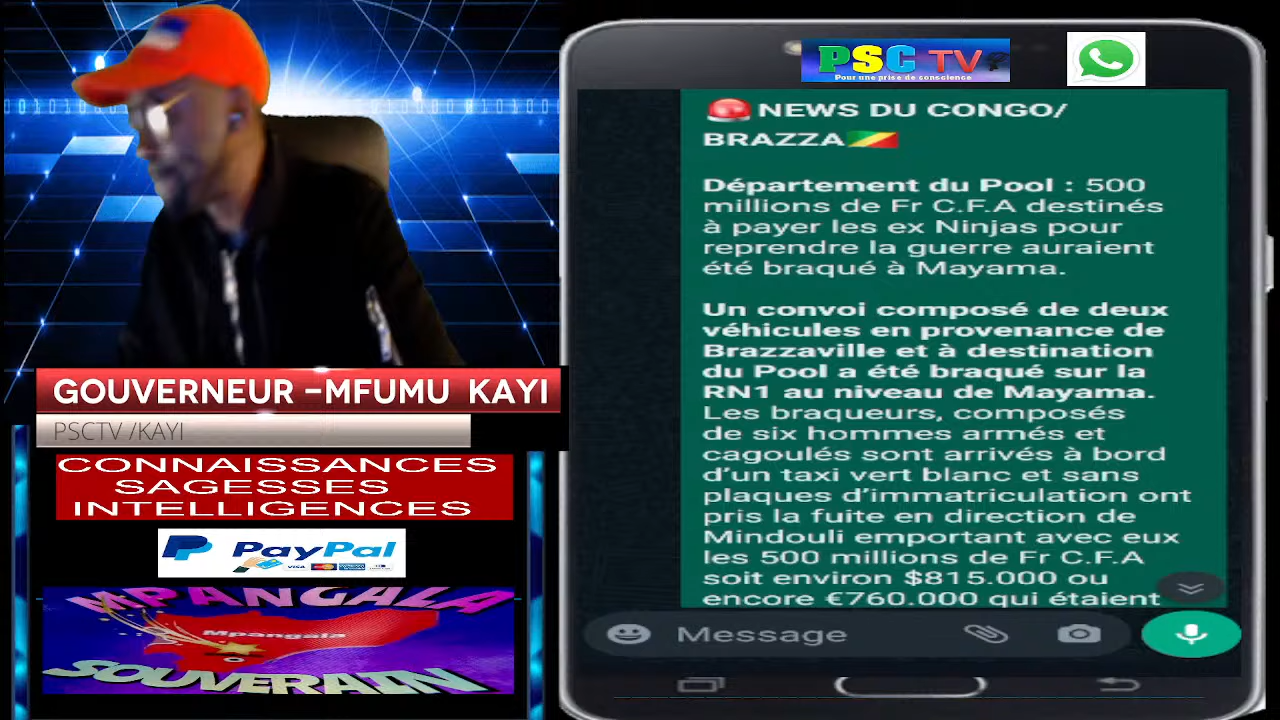 PSC TV
Pour une prise de conscience
NEWS DU CONGO/
BRAZZA
Département du Pool : 500
millions de Fr C.F.A destinés
à payer les ex Ninjas pour
reprendre la guerre auraient
été braqué à Mayama.
Un convoi composé de deux
véhicules en provenance de
Brazzaville et à destination
du Pool a été braqué sur la
RN1 au niveau de Mayama.
Les braqueurs, composés
de six hommes armés et
cagoulés sont arrivés à bord
d'un taxi vert blanc et sans
plaques d'immatriculation ont
pris la fuite en direction de
Mindouli emportant avec eux
les 500 millions de Fr C.F.A
soit environ $815.000 ou
encore €760.000 qui étaient
Message
GOUVERNEUR -MFUMU KAYI
PSCTV /KAYI
CONNAISSANCES
SAGESSES
INTELLIGENCES
PayPal
VISA
MPANGALA
Mpangala
SOUVERAIN